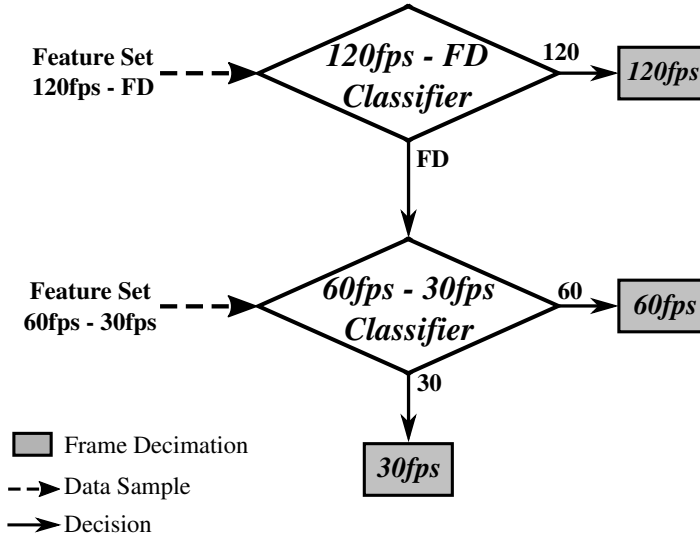 Feature Set
120fps - FD
120fps - FD
Classifier
120
120fps
FD
Feature Set
60fps - 30fps
60fps - 30fps
Classifier
60
60fps
30
30fps
Frame Decimation
Data Sample
Decision